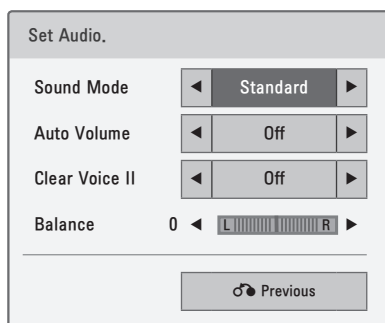 Set Audio.
Sound Mode ◄ Standard ►
Auto Volume ◄ Off ►
Clear Voice II ◄ Off ►
Balance 0 ◄ L R ►
Previous